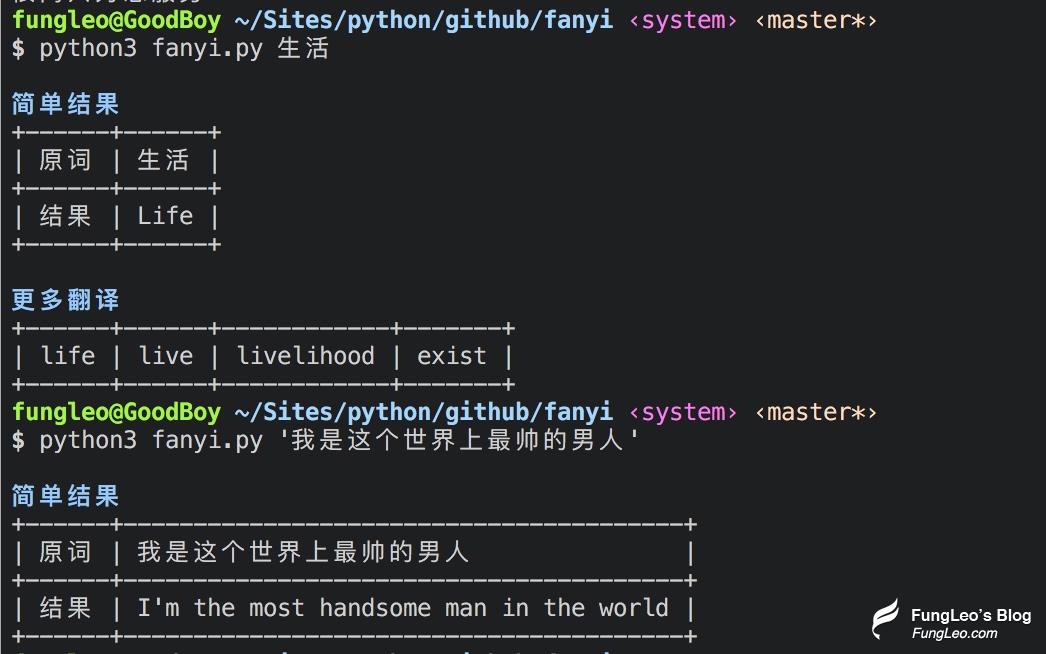 fungleo@GoodBoy ~/Sites/python/github/fanyi ‹system› ‹master*›
$ python3 fanyi.py 生活
简单结果
+------+------+
| 原词 | 生活 |
+------+------+
| 结果 | Life |
+------+------+
更多翻译
+------+------+------------+-------+
| life | live | livelihood | exist |
+------+------+------------+-------+
fungleo@GoodBoy ~/Sites/python/github/fanyi ‹system› ‹master*›
$ python3 fanyi.py '我是这个世界上最帅的男人'
简单结果
+------+----------------------------------------+
| 原词 | 我是这个世界上最帅的男人               |
+------+----------------------------------------+
| 结果 | I'm the most handsome man in the world |
+------+----------------------------------------+
FungLeo's Blog
FungLeo.com